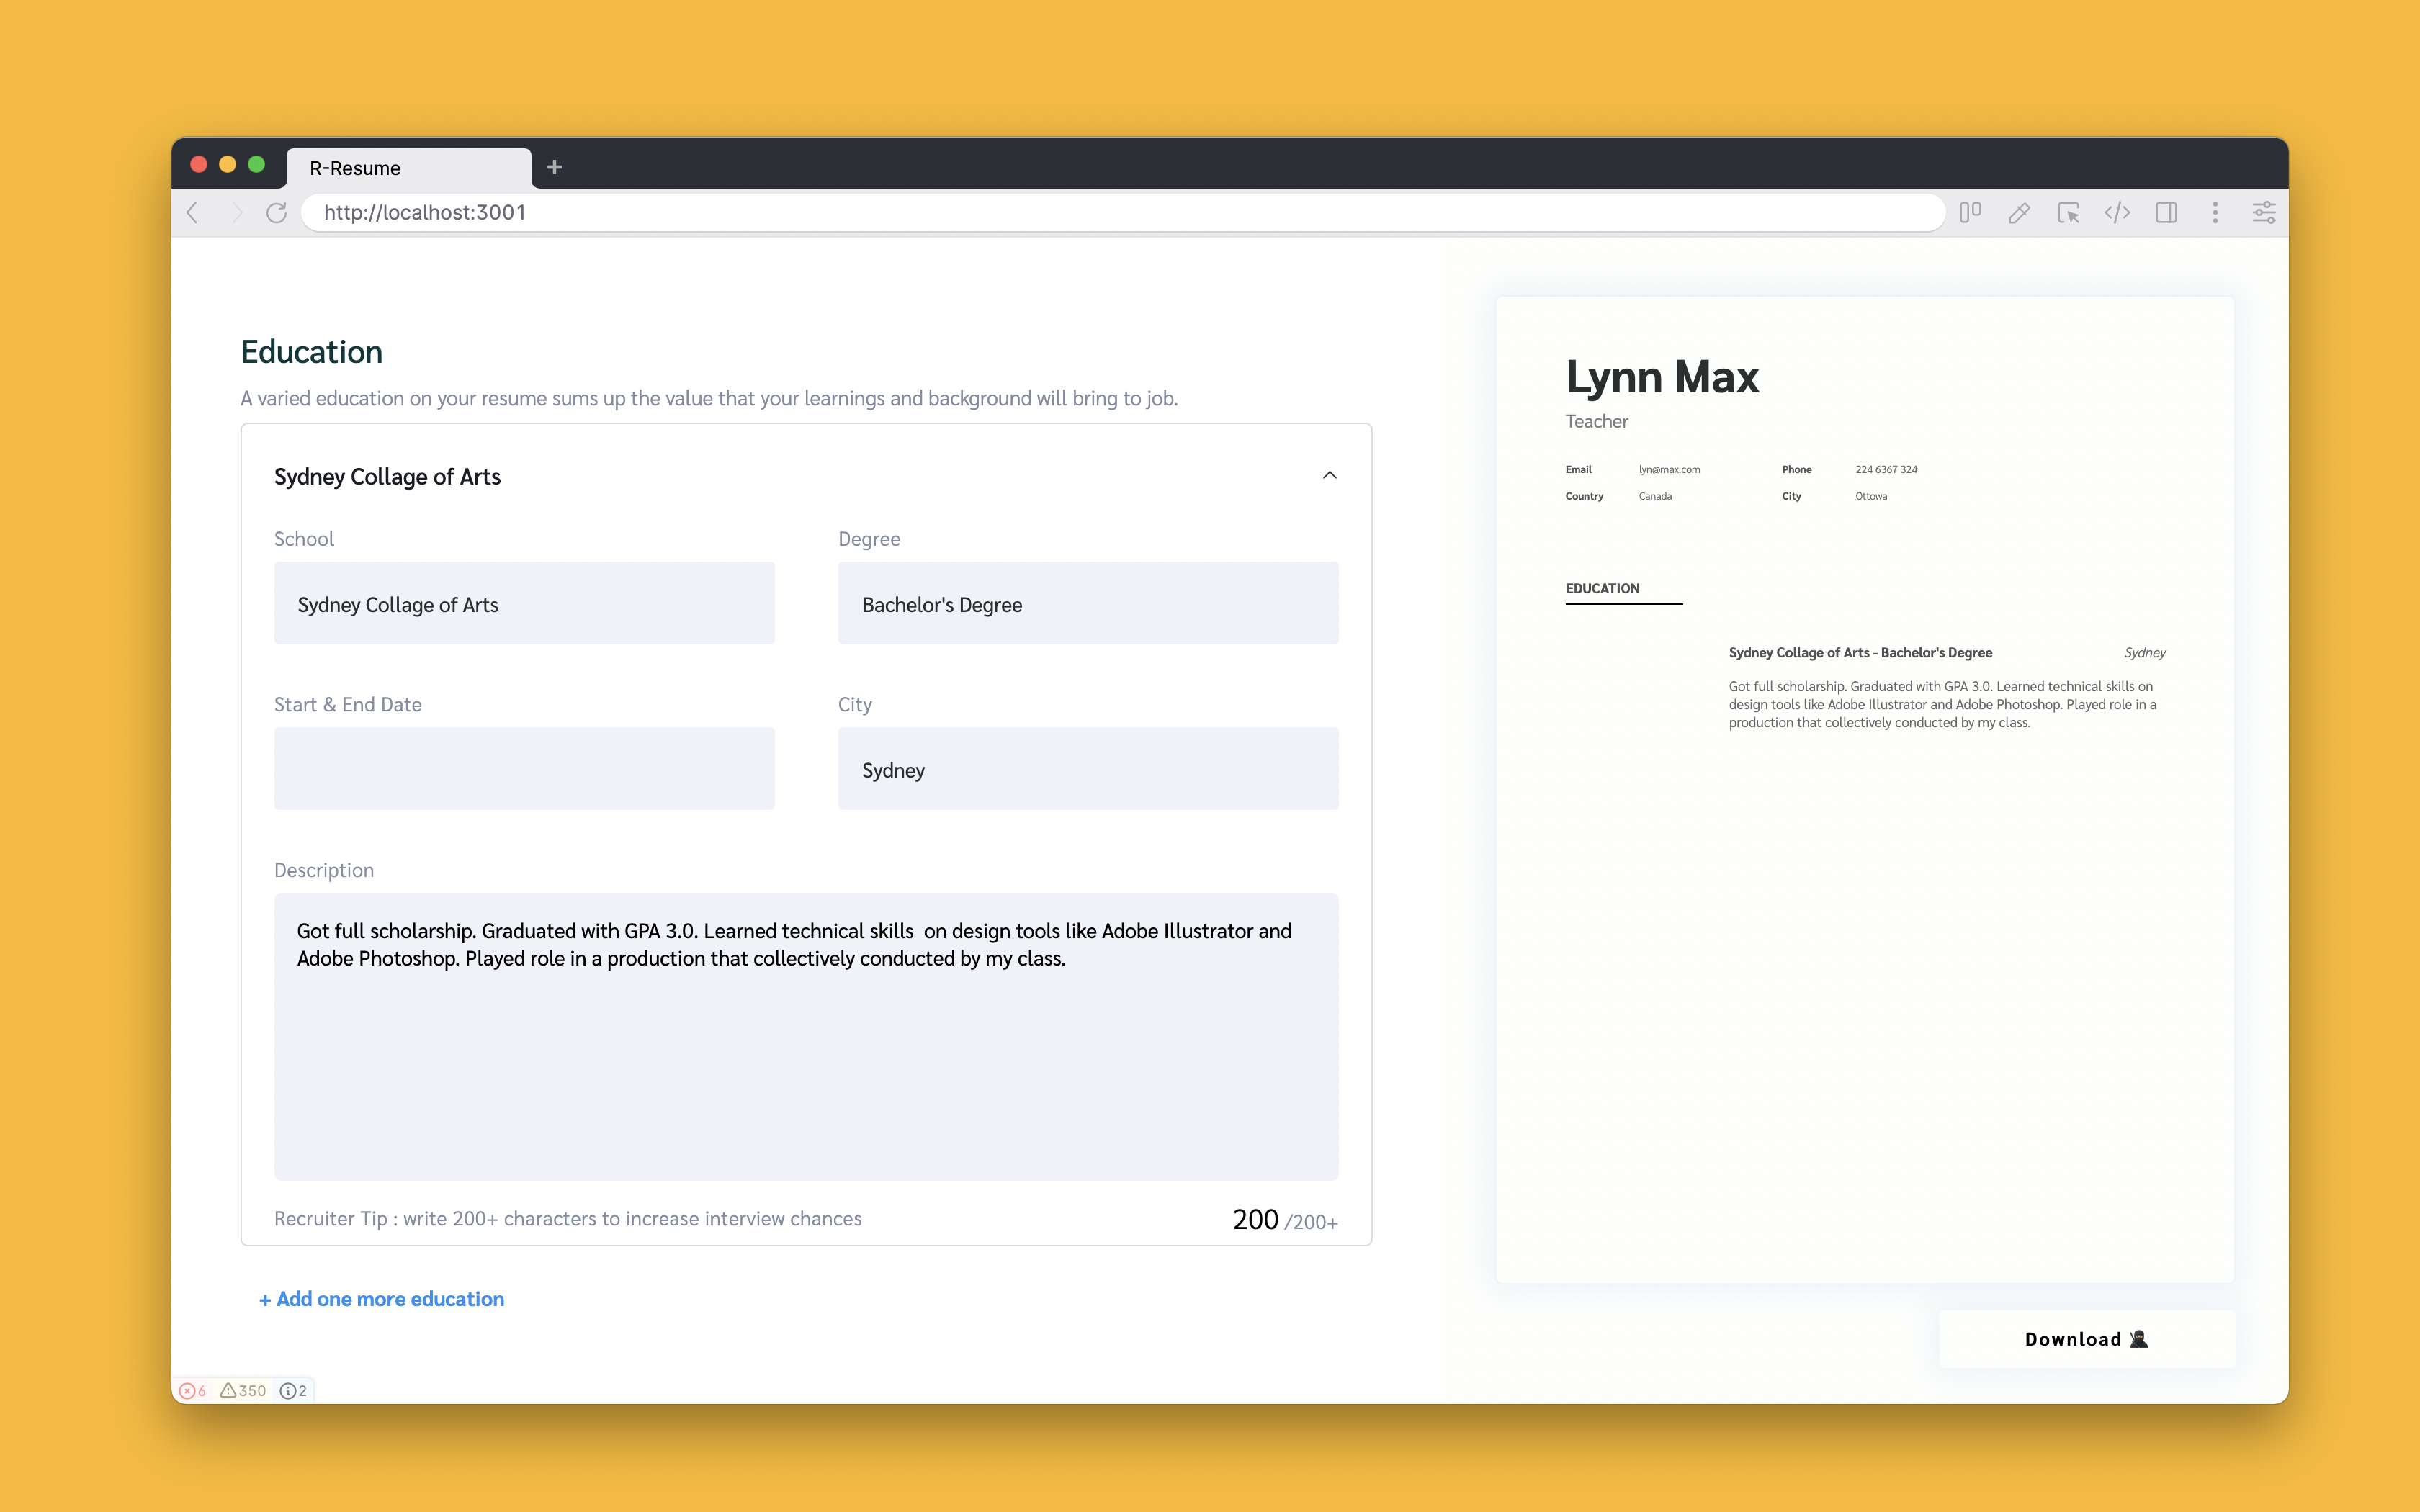 R-Resume
http://localhost:3001
Education
A varied education on your resume sums up the value that your learnings and background will bring to job.
Sydney Collage of Arts
School
Degree
Sydney Collage of Arts
Bachelor's Degree
Start & End Date
City
Sydney
Description
Got full scholarship. Graduated with GPA 3.0. Learned technical skills  on design tools like Adobe Illustrator and
Adobe Photoshop. Played role in a production that collectively conducted by my class.
Recruiter Tip : write 200+ characters to increase interview chances
200 /200+
+ Add one more education
6 350 2
Lynn Max
Teacher
Email lyn@max.com Phone 224 6367 324
Country Canada City Ottowa
EDUCATION
Sydney Collage of Arts - Bachelor's Degree Sydney
Got full scholarship. Graduated with GPA 3.0. Learned technical skills on
design tools like Adobe Illustrator and Adobe Photoshop. Played role in a
production that collectively conducted by my class.
Download